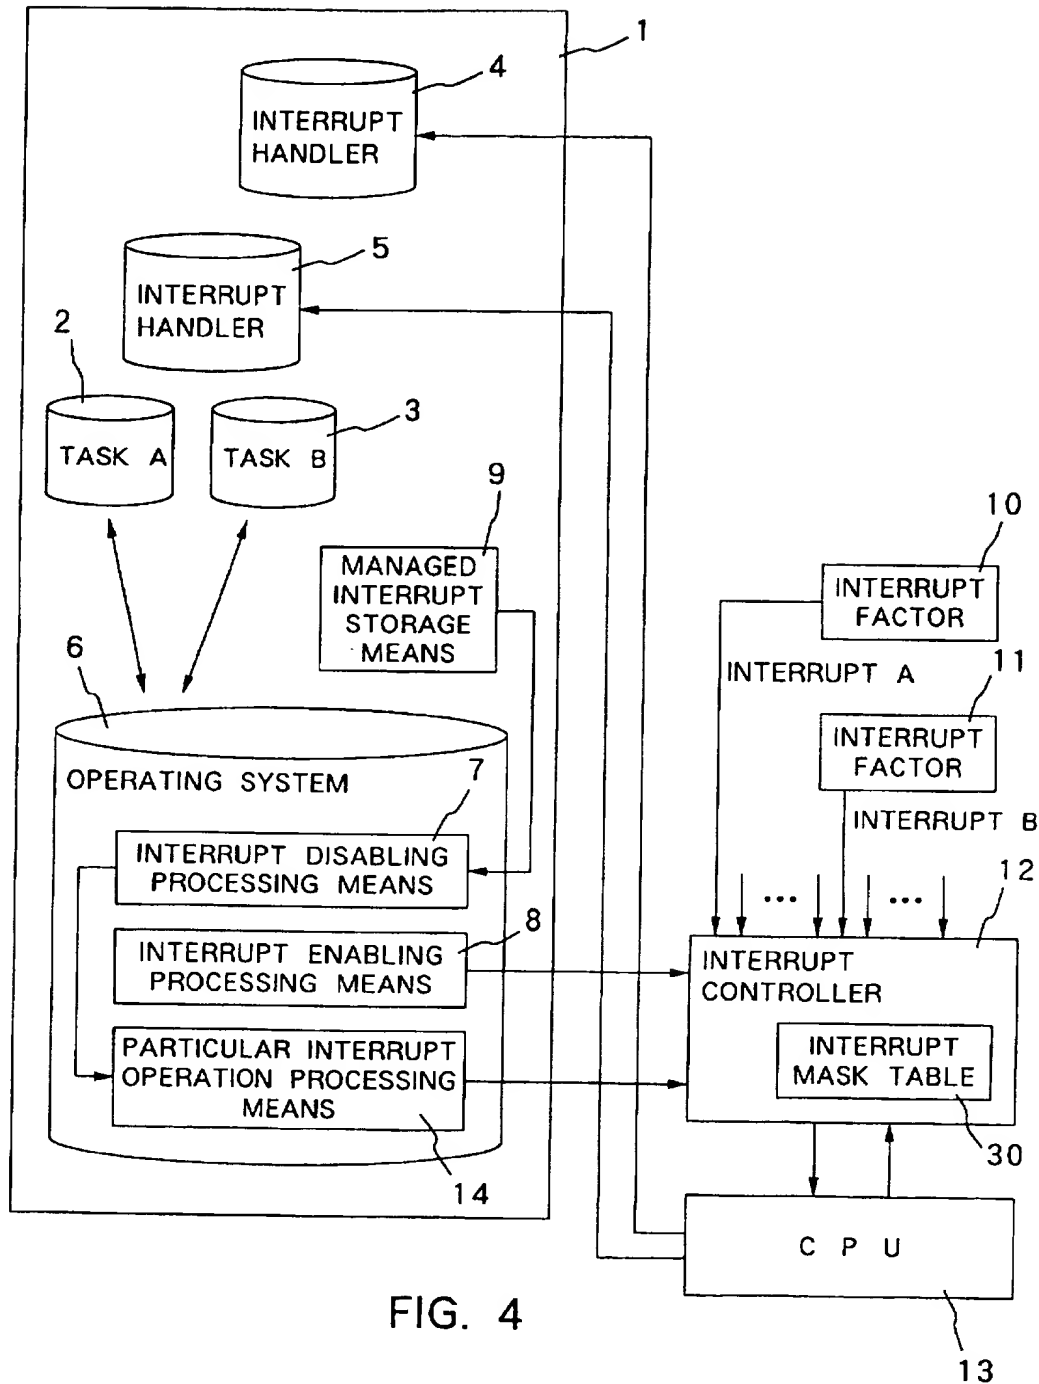 1
4
INTERRUPT
HANDLER
5
INTERRUPT
HANDLER
2
TASK A
3
TASK B
9
MANAGED
INTERRUPT
STORAGE
MEANS
10
INTERRUPT
FACTOR
INTERRUPT A
11
INTERRUPT
FACTOR
INTERRUPT B
6
OPERATING SYSTEM
7
INTERRUPT DISABLING
PROCESSING MEANS
8
INTERRUPT ENABLING
PROCESSING MEANS
PARTICULAR INTERRUPT
OPERATION PROCESSING
MEANS
14
... ...
12
INTERRUPT
CONTROLLER
INTERRUPT
MASK TABLE
30
C P U
13
FIG. 4